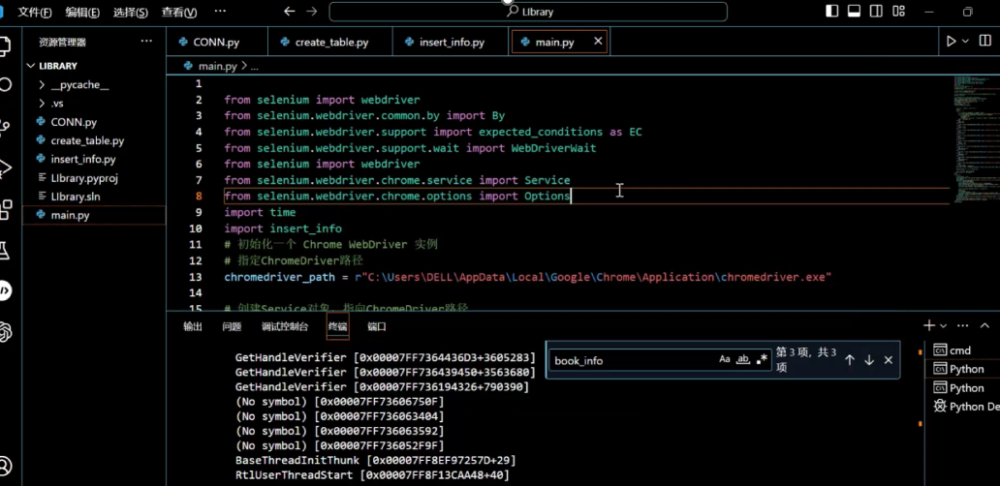 文件(F) 编辑(E) 选择(S) 查看(V) ··· LIbrary
资源管理器 ···
CONN.py create_table.py insert_info.py main.py
LIBRARY
__pycache__
.vs
CONN.py
create_table.py
insert_info.py
LIbrary.pyproj
LIbrary.sln
main.py
main.py > ...
1
2 from selenium import webdriver
3 from selenium.webdriver.common.by import By
4 from selenium.webdriver.support import expected_conditions as EC
5 from selenium.webdriver.support.wait import WebDriverWait
6 from selenium import webdriver
7 from selenium.webdriver.chrome.service import Service
8 from selenium.webdriver.chrome.options import Options
9 import time
10 import insert_info
11 # 初始化一个 Chrome WebDriver 实例
12 # 指定ChromeDriver路径
13 chromedriver_path = r"C:\Users\DELL\AppData\Local\Google\Chrome\Application\chromedriver.exe"
14
15 # 创建Service对象，指向ChromeDriver路径
输出 问题 调试控制台 终端 端口
book_info Aa ab 第 3 项，共 3 项
GetHandleVerifier [0x00007FF7364436D3+3605283]
GetHandleVerifier [0x00007FF736439450+3563680]
GetHandleVerifier [0x00007FF736194326+790390]
(No symbol) [0x00007FF73606750F]
(No symbol) [0x00007FF736063404]
(No symbol) [0x00007FF736063592]
(No symbol) [0x00007FF736052F9F]
BaseThreadInitThunk [0x00007FF8EF97257D+29]
RtlUserThreadStart [0x00007FF8F13CAA48+40]
cmd
Python
Python
Python De